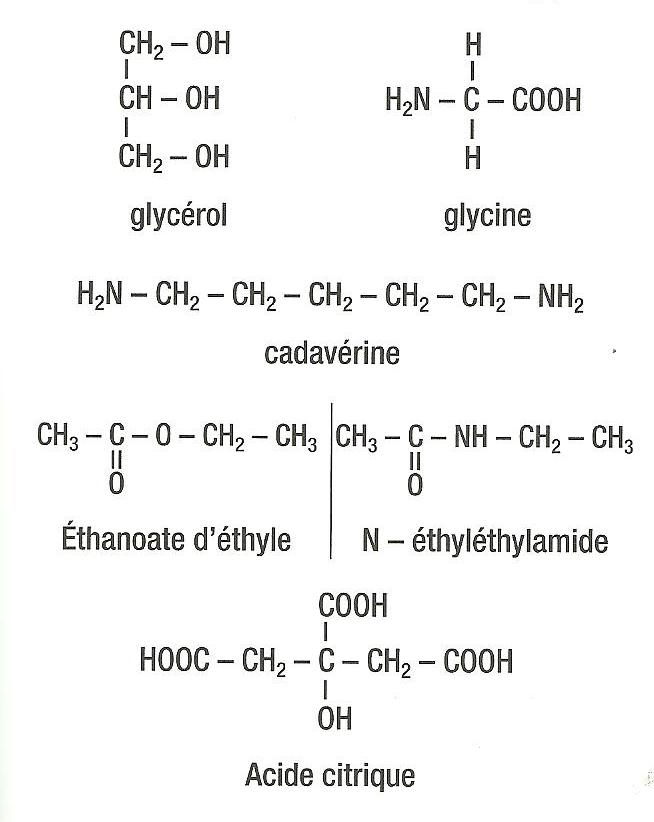 CH₂ – OH
CH – OH
CH₂ – OH
glycérol
H
H₂N – C – COOH
H
glycine
H₂N – CH₂ – CH₂ – CH₂ – CH₂ – CH₂ – NH₂
cadavérine
CH₃ – C – O – CH₂ – CH₃
O
Éthanoate d'éthyle
CH₃ – C – NH – CH₂ – CH₃
O
N – éthyléthylamide
COOH
HOOC – CH₂ – C – CH₂ – COOH
OH
Acide citrique